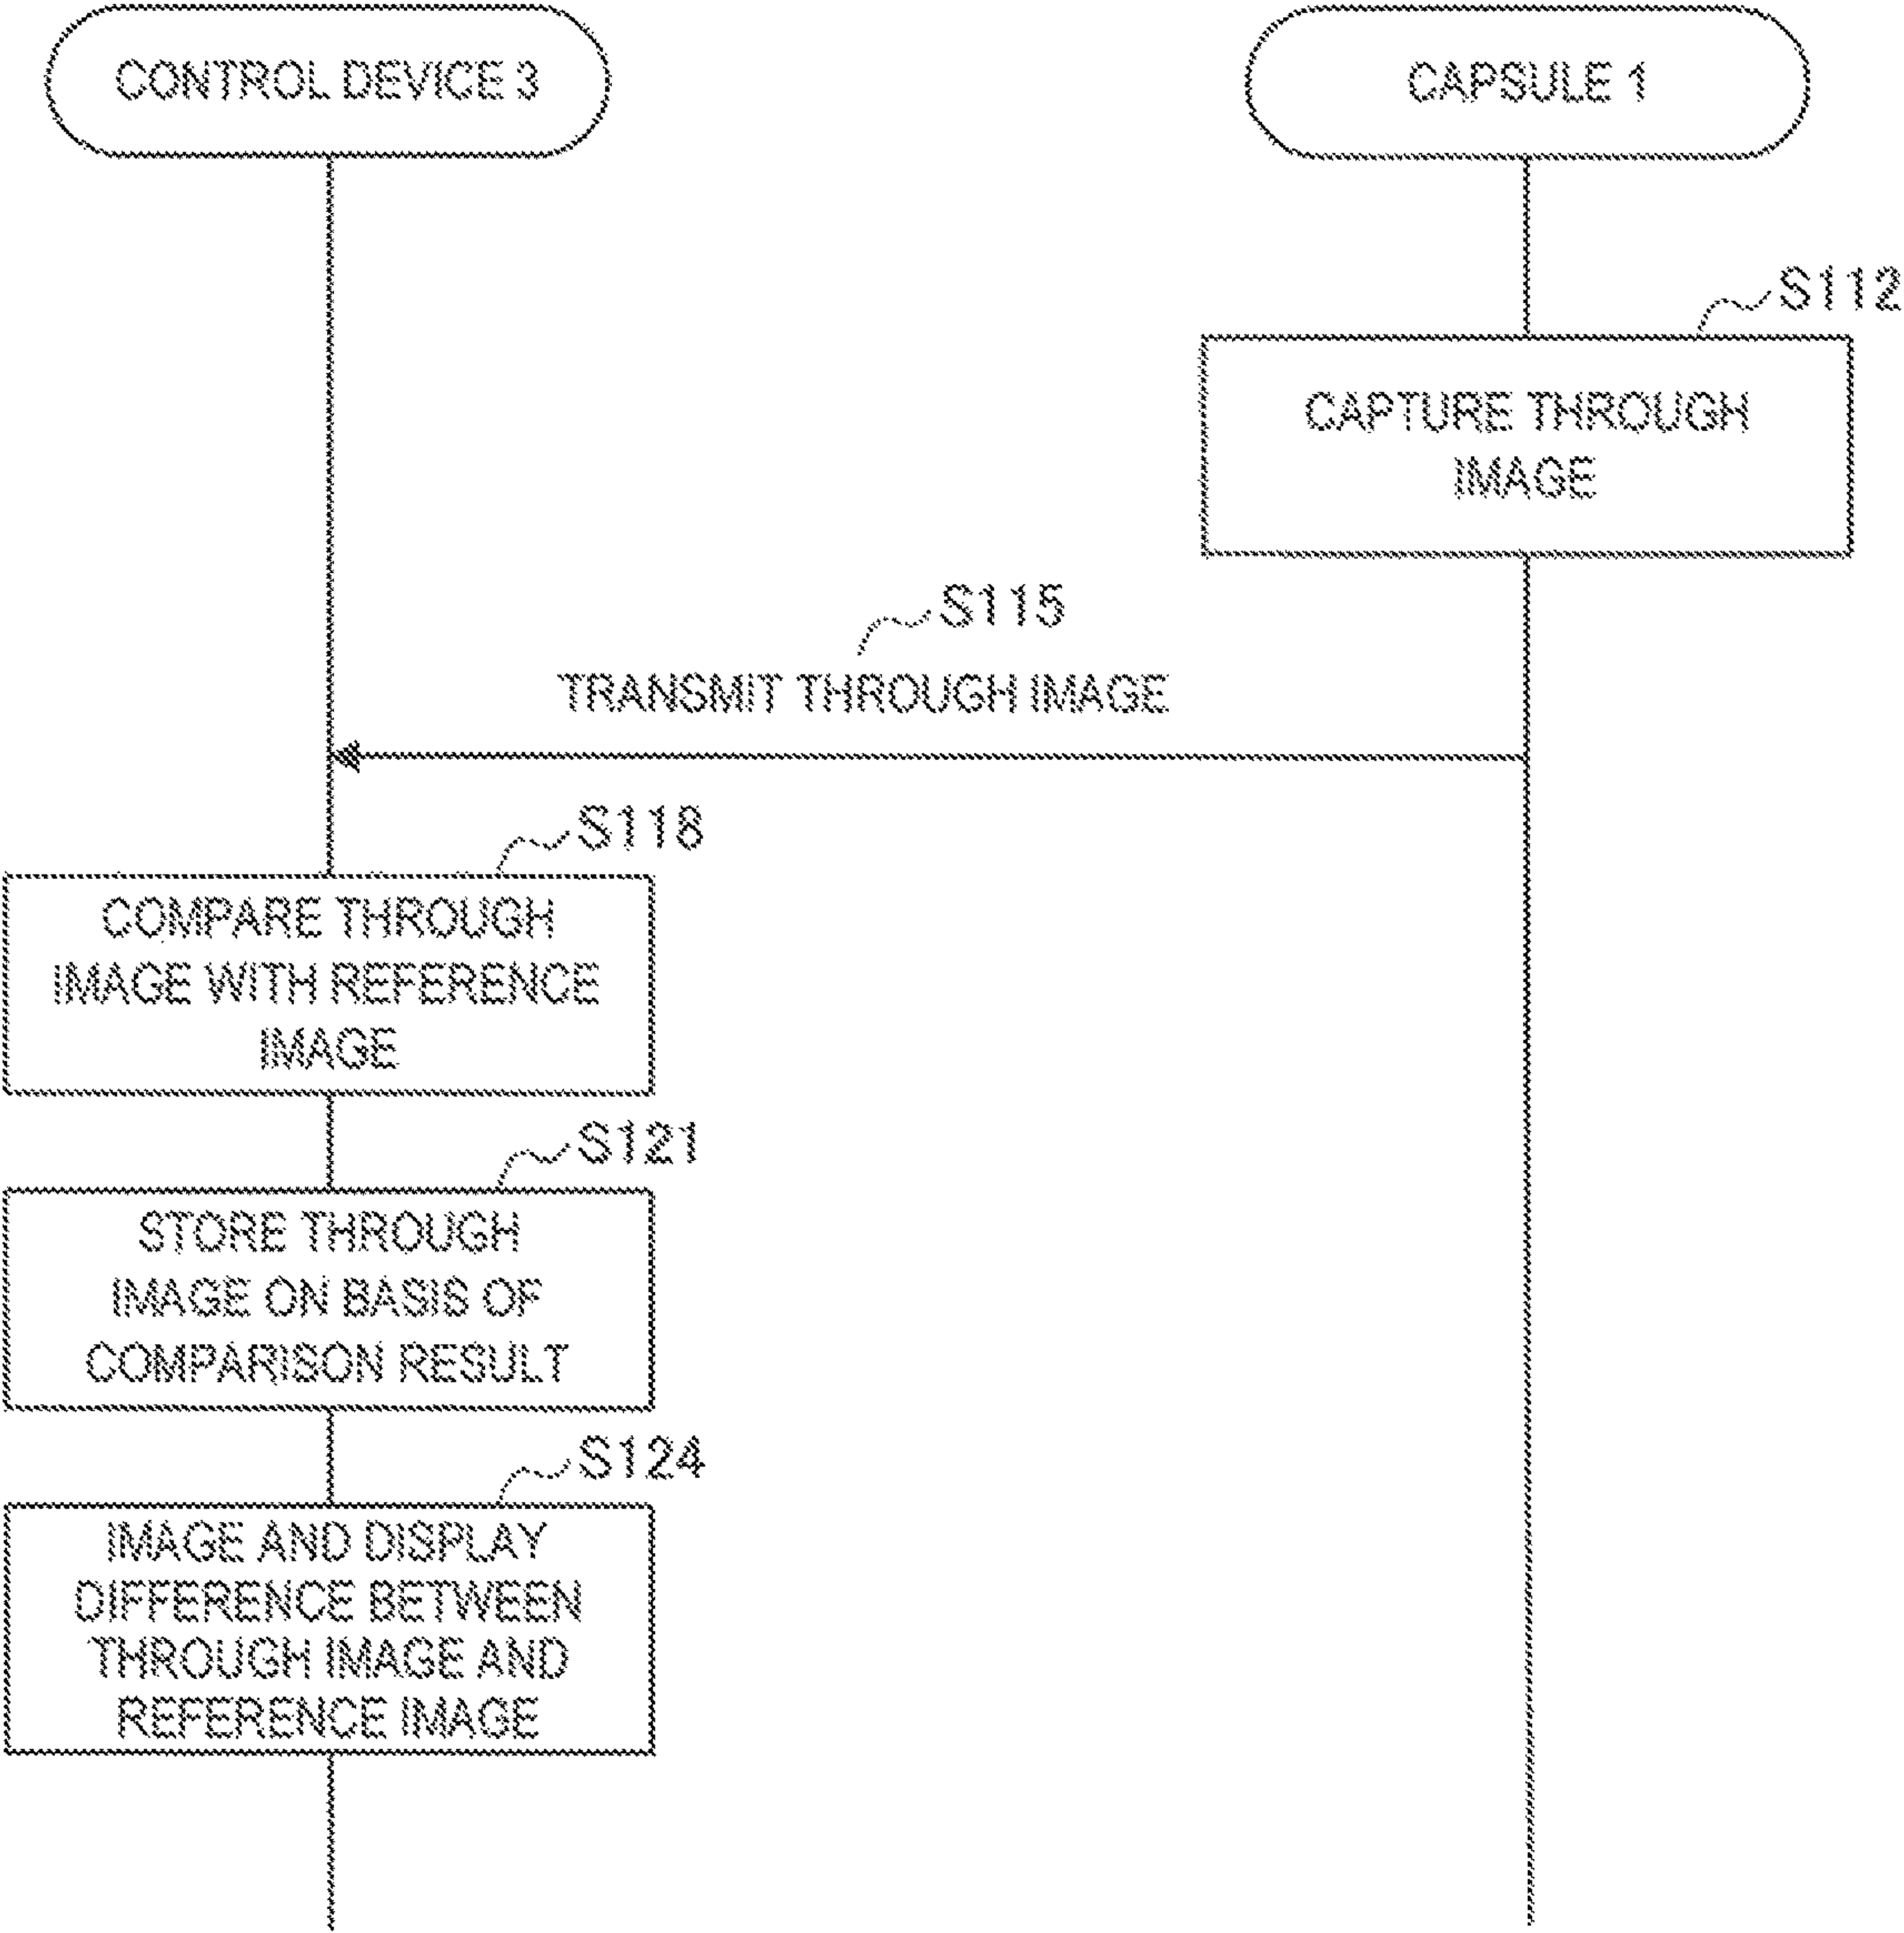 CONTROL DEVICE 3
CAPSULE 1
S112
CAPTURE THROUGH
IMAGE
S115
TRANSMIT THROUGH IMAGE
S118
COMPARE THROUGH
IMAGE WITH REFERENCE
IMAGE
S121
STORE THROUGH
IMAGE ON BASIS OF
COMPARISON RESULT
S124
IMAGE AND DISPLAY
DIFFERENCE BETWEEN
THROUGH IMAGE AND
REFERENCE IMAGE